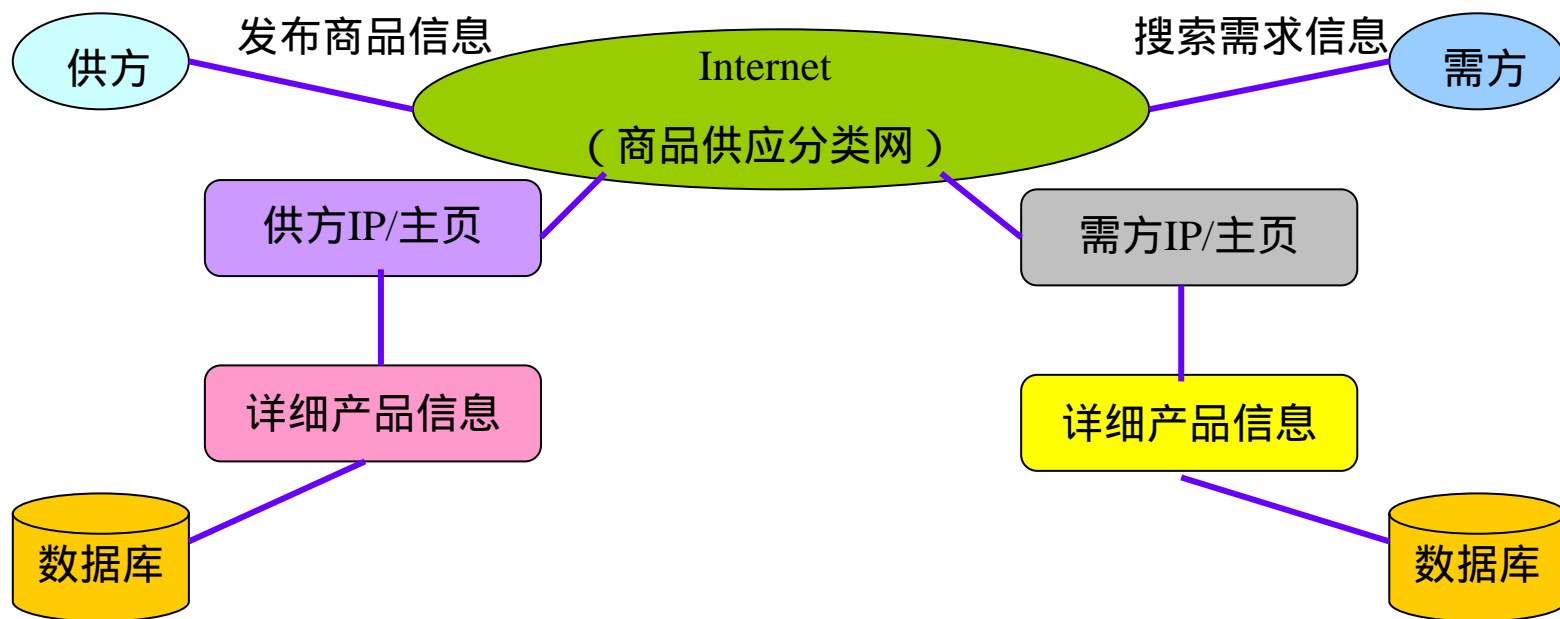 供方
发布商品信息
Internet
（商品供应分类网）
搜索需求信息
需方
供方IP/主页
需方IP/主页
详细产品信息
详细产品信息
数据库
数据库